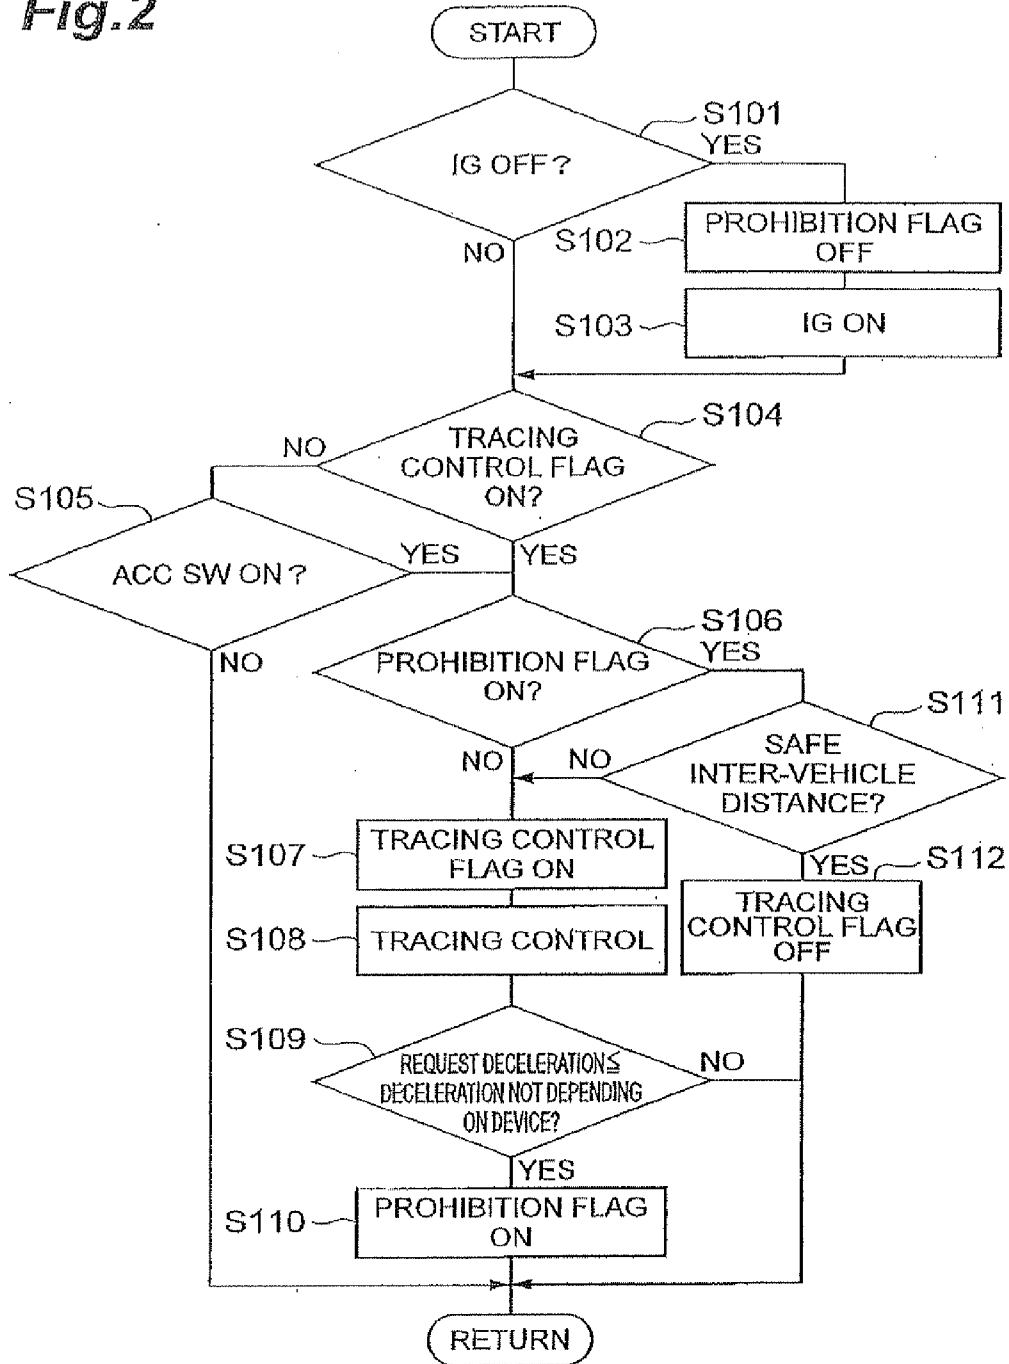 Fig.2
START
S101
YES
IG OFF?
S102
PROHIBITION FLAG
OFF
NO
S103
IG ON
S104
NO
TRACING
CONTROL FLAG
ON?
S105
YES
YES
ACC SW ON?
S106
YES
NO
PROHIBITION FLAG
ON?
S111
NO
NO
SAFE
INTER-VEHICLE
DISTANCE?
S107
TRACING CONTROL
FLAG ON
YES
S112
TRACING
CONTROL FLAG
OFF
S108
TRACING CONTROL
S109
NO
REQUEST DECELERATION≦
DECELERATION NOT DEPENDING
ON DEVICE?
YES
S110
PROHIBITION FLAG
ON
RETURN